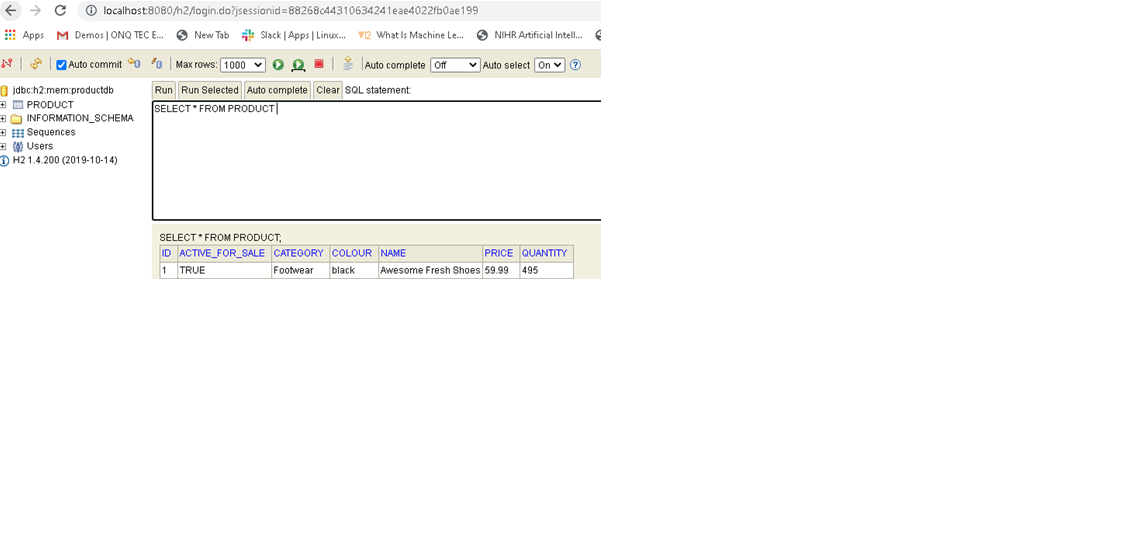 localhost:8080/h2/login.do?jsessionid=88268c44310634241eae4022fb0ae199
Apps Demos | ONQ TEC E... New Tab Slack | Apps | Linux... V12 What Is Machine Le... NIHR Artificial Intell...
Auto commit Max rows: 1000 Auto complete Off Auto select On
jdbc:h2:mem:productdb
PRODUCT
INFORMATION_SCHEMA
Sequences
Users
H2 1.4.200 (2019-10-14)
Run Run Selected Auto complete Clear SQL statement:
SELECT * FROM PRODUCT
SELECT * FROM PRODUCT;
ID ACTIVE_FOR_SALE CATEGORY COLOUR NAME PRICE QUANTITY
1 TRUE Footwear black Awesome Fresh Shoes 59.99 495